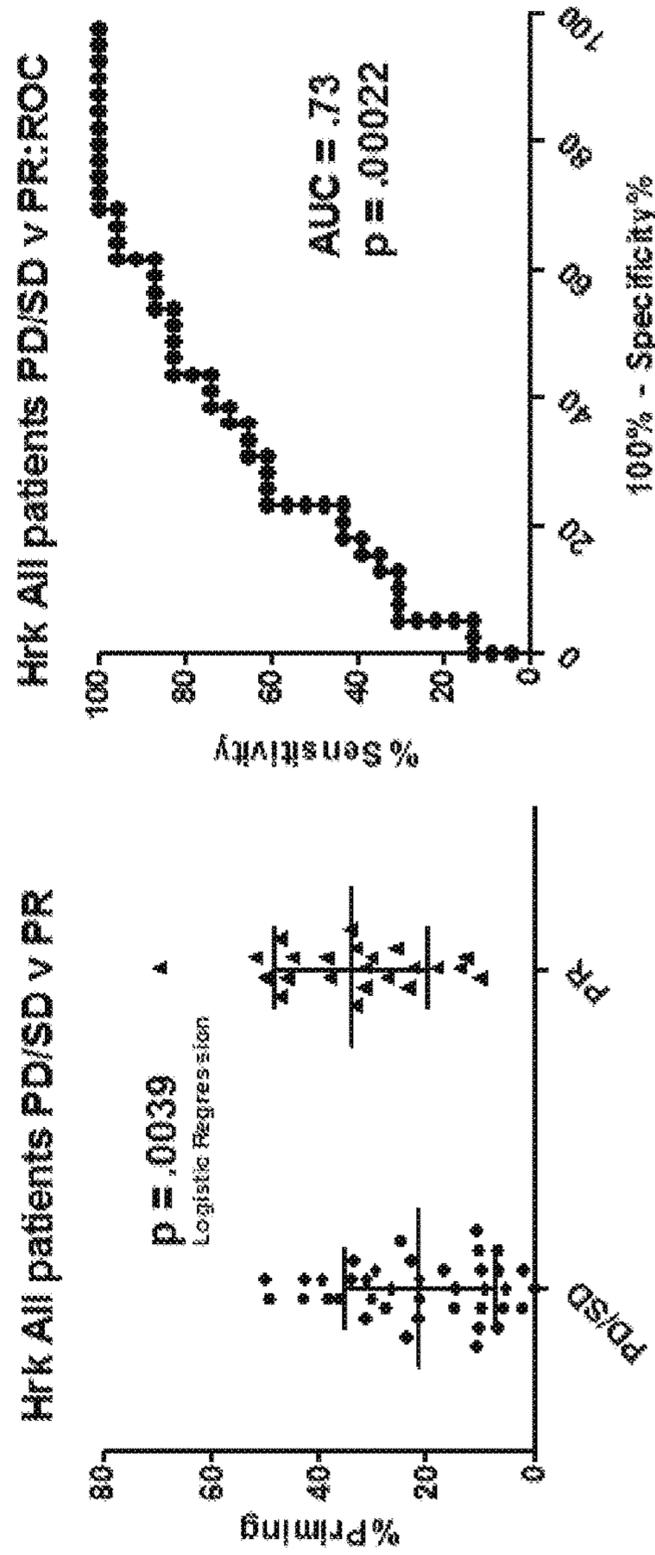 Hrk All patients PD/SD v PR
p = .0039
Logistic Regression
% Priming
80
60
40
20
0
PD/SD
PR
Hrk All patients PD/SD v PR:ROC
AUC = .73
p = .00022
% Sensitivity
100
80
60
40
20
0
0
20
40
60
80
100
100% - Specificity%